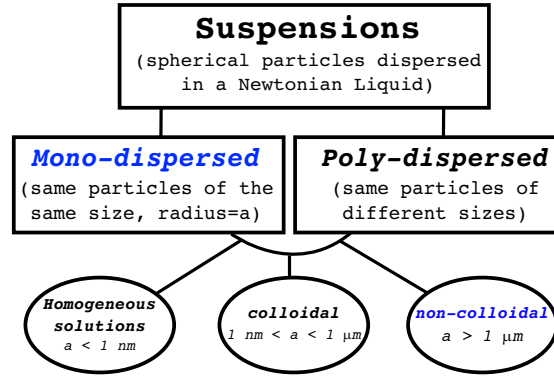 Suspensions
(spherical particles dispersed
in a Newtonian Liquid)
Mono-dispersed
(same particles of the
same size, radius=a)
Poly-dispersed
(same particles of
different sizes)
Homogeneous
solutions
a < 1 nm
colloidal
1 nm < a < 1 μm
non-colloidal
a > 1 μm